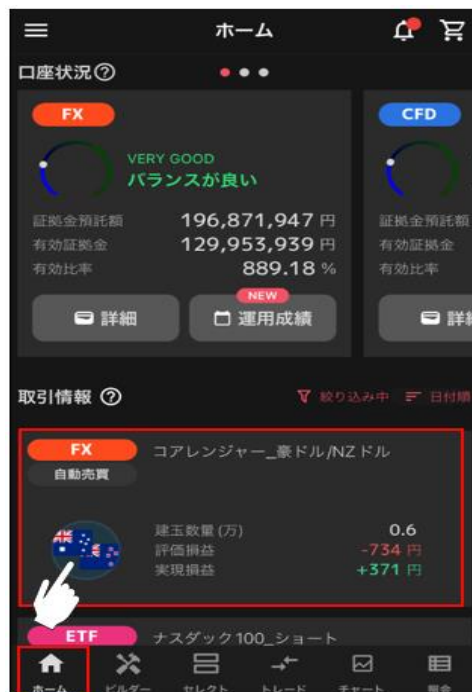 ホーム
口座状況?
FX
CFD
VERY GOOD
バランスが良い
証拠金預託額 196,871,947 円
有効証拠金 129,953,939 円
有効比率 889.18 %
証拠金預託額
有効証拠金
有効比率
NEW
詳細
運用成績
詳細
取引情報 ?
絞り込み中
日付順
FX
コアレンジャー_豪ドル/NZドル
自動売買
建玉数量(万) 0.6
評価損益 -734 円
実現損益 +371 円
ETF
ナスダック100_ショート
ホーム
ビルダー
セレクト
トレード
チャート
照会